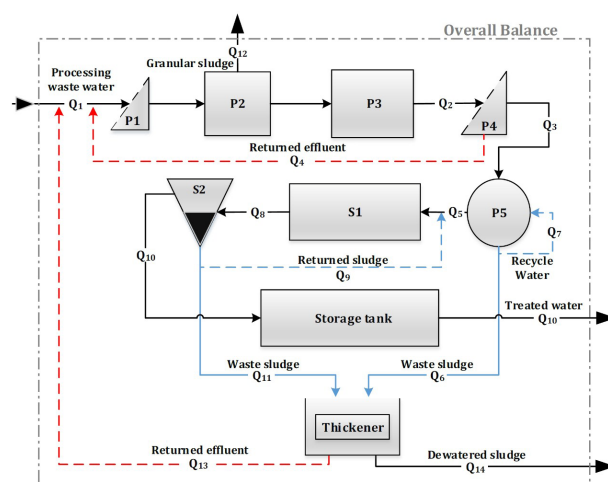 Overall Balance
Q12
Granular sludge
Processing
waste water
Q1
P1
P2
P3
Q2
P4
Q3
Returned effluent
Q4
S2
S1
Q8
Q5
P5
Q7
Q10
Returned sludge
Q9
Recycle
Water
Storage tank
Treated water
Q10
Waste sludge
Q11
Waste sludge
Q6
Thickener
Returned effluent
Q13
Dewatered sludge
Q14